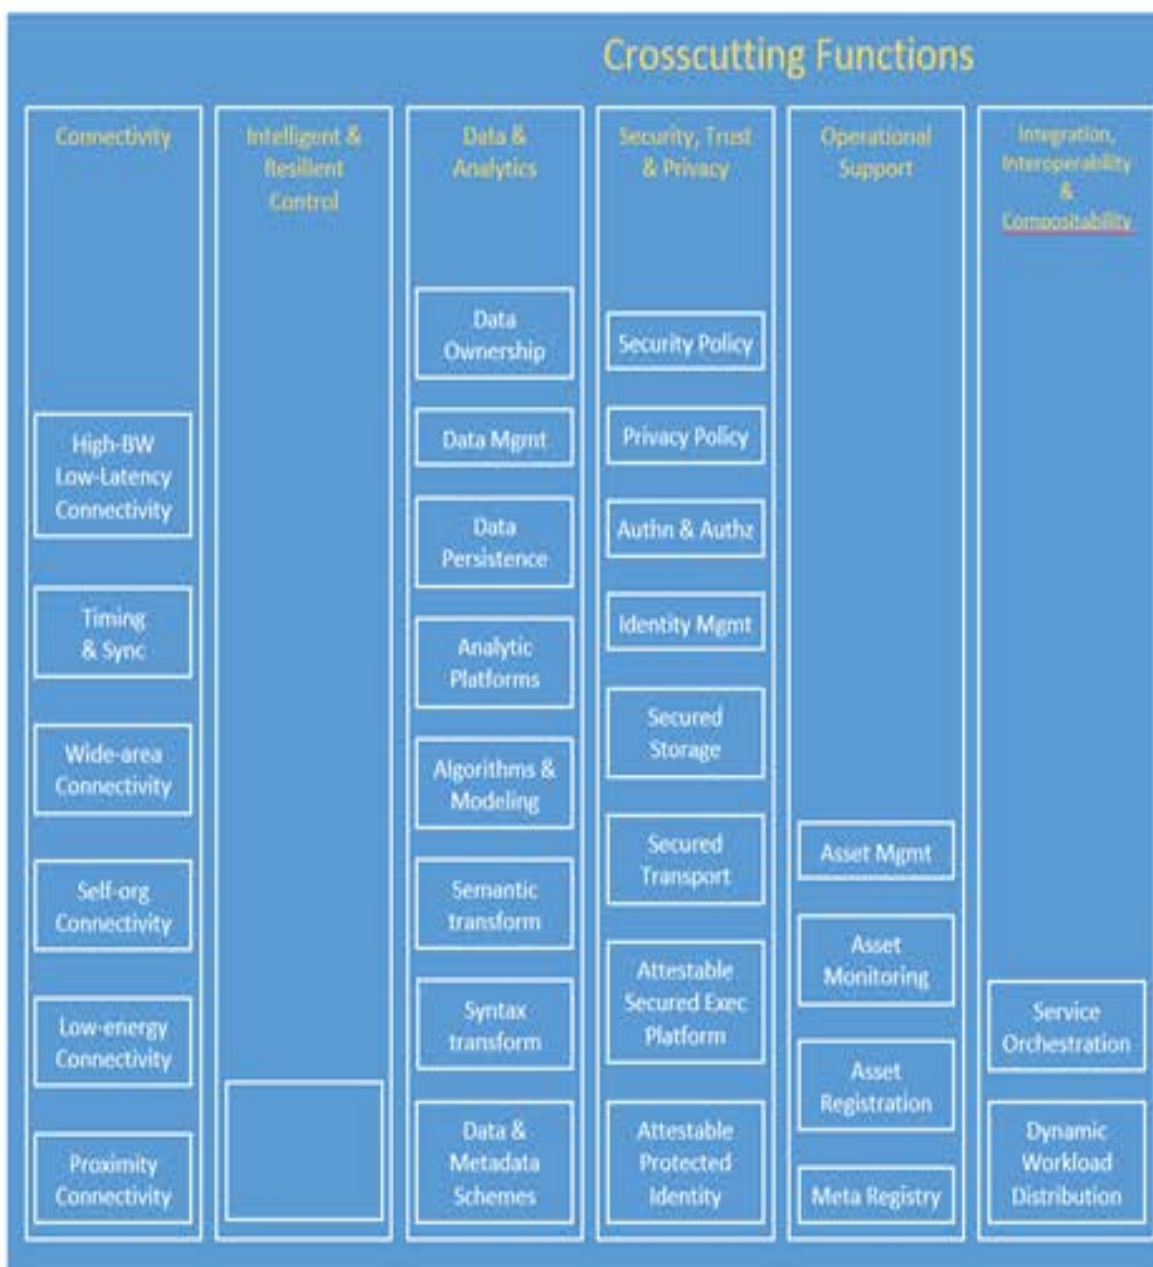 Crosscutting Functions
Connectivity
High-BW
Low-Latency
Connectivity
Timing
& Sync
Wide-area
Connectivity
Self-org
Connectivity
Low-energy
Connectivity
Proximity
Connectivity
Intelligent &
Resilient
Control
Data &
Analytics
Data
Ownership
Data Mgmt
Data
Persistence
Analytic
Platforms
Algorithms &
Modeling
Semantic
transform
Syntax
transform
Data &
Metadata
Schemes
Security, Trust
& Privacy
Security Policy
Privacy Policy
Authn & Authz
Identity Mgmt
Secured
Storage
Secured
Transport
Attestable
Secured Exec
Platform
Attestable
Protected
Identity
Operational
Support
Asset Mgmt
Asset
Monitoring
Asset
Registration
Meta Registry
Integration,
Interoperability
&
Compositability
Service
Orchestration
Dynamic
Workload
Distribution